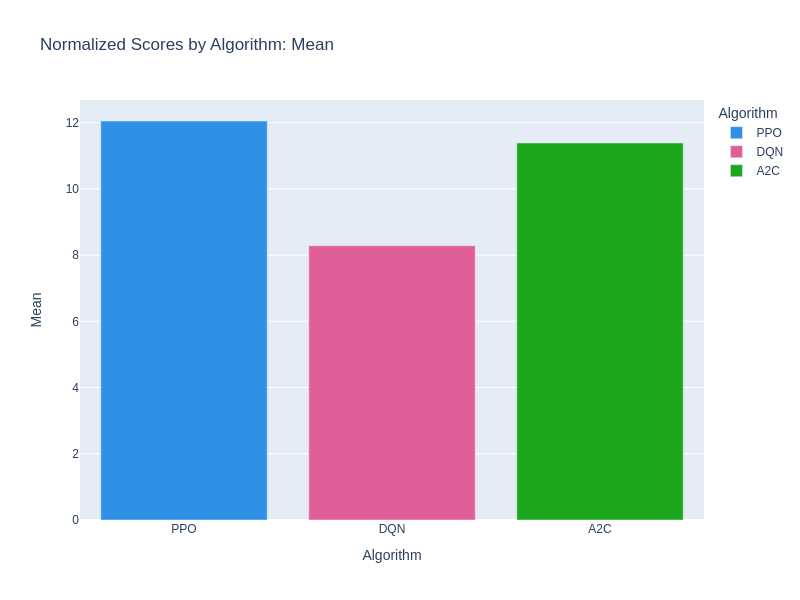 Normalized Scores by Algorithm: Mean
Algorithm
PPO
DQN
A2C
Mean
12
10
8
6
4
2
0
PPO
DQN
A2C
Algorithm